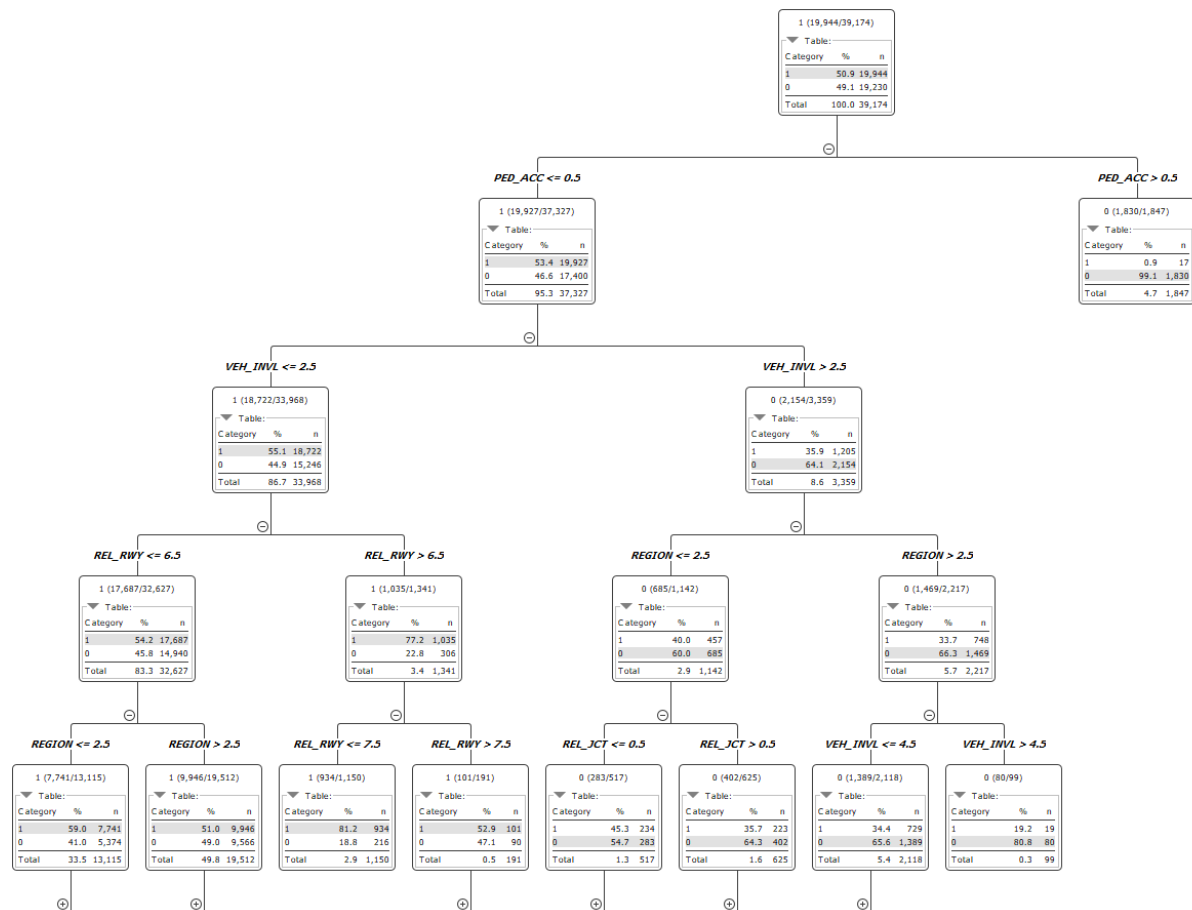 1 (19,944/39,174)
Table:
Category % n
1 50.9 19,944
0 49.1 19,230
Total 100.0 39,174
PED_ACC <= 0.5
PED_ACC > 0.5
1 (19,927/37,327)
Table:
Category % n
1 53.4 19,927
0 46.6 17,400
Total 95.3 37,327
0 (1,830/1,847)
Table:
Category % n
1 0.9 17
0 99.1 1,830
Total 4.7 1,847
VEH_INVL <= 2.5
VEH_INVL > 2.5
1 (18,722/33,968)
Table:
Category % n
1 55.1 18,722
0 44.9 15,246
Total 86.7 33,968
0 (2,154/3,359)
Table:
Category % n
1 35.9 1,205
0 64.1 2,154
Total 8.6 3,359
REL_RWY <= 6.5
REL_RWY > 6.5
REGION <= 2.5
REGION > 2.5
1 (17,687/32,627)
Table:
Category % n
1 54.2 17,687
0 45.8 14,940
Total 83.3 32,627
1 (1,035/1,341)
Table:
Category % n
1 77.2 1,035
0 22.8 306
Total 3.4 1,341
0 (685/1,142)
Table:
Category % n
1 40.0 457
0 60.0 685
Total 2.9 1,142
0 (1,469/2,217)
Table:
Category % n
1 33.7 748
0 66.3 1,469
Total 5.7 2,217
REGION <= 2.5
REGION > 2.5
REL_RWY <= 7.5
REL_RWY > 7.5
REL_JCT <= 0.5
REL_JCT > 0.5
VEH_INVL <= 4.5
VEH_INVL > 4.5
1 (7,741/13,115)
Table:
Category % n
1 59.0 7,741
0 41.0 5,374
Total 33.5 13,115
1 (9,946/19,512)
Table:
Category % n
1 51.0 9,946
0 49.0 9,566
Total 49.8 19,512
1 (934/1,150)
Table:
Category % n
1 81.2 934
0 18.8 216
Total 2.9 1,150
1 (101/191)
Table:
Category % n
1 52.9 101
0 47.1 90
Total 0.5 191
0 (283/517)
Table:
Category % n
1 45.3 234
0 54.7 283
Total 1.3 517
0 (402/625)
Table:
Category % n
1 35.7 223
0 64.3 402
Total 1.6 625
0 (1,389/2,118)
Table:
Category % n
1 34.4 729
0 65.6 1,389
Total 5.4 2,118
0 (80/99)
Table:
Category % n
1 19.2 19
0 80.8 80
Total 0.3 99